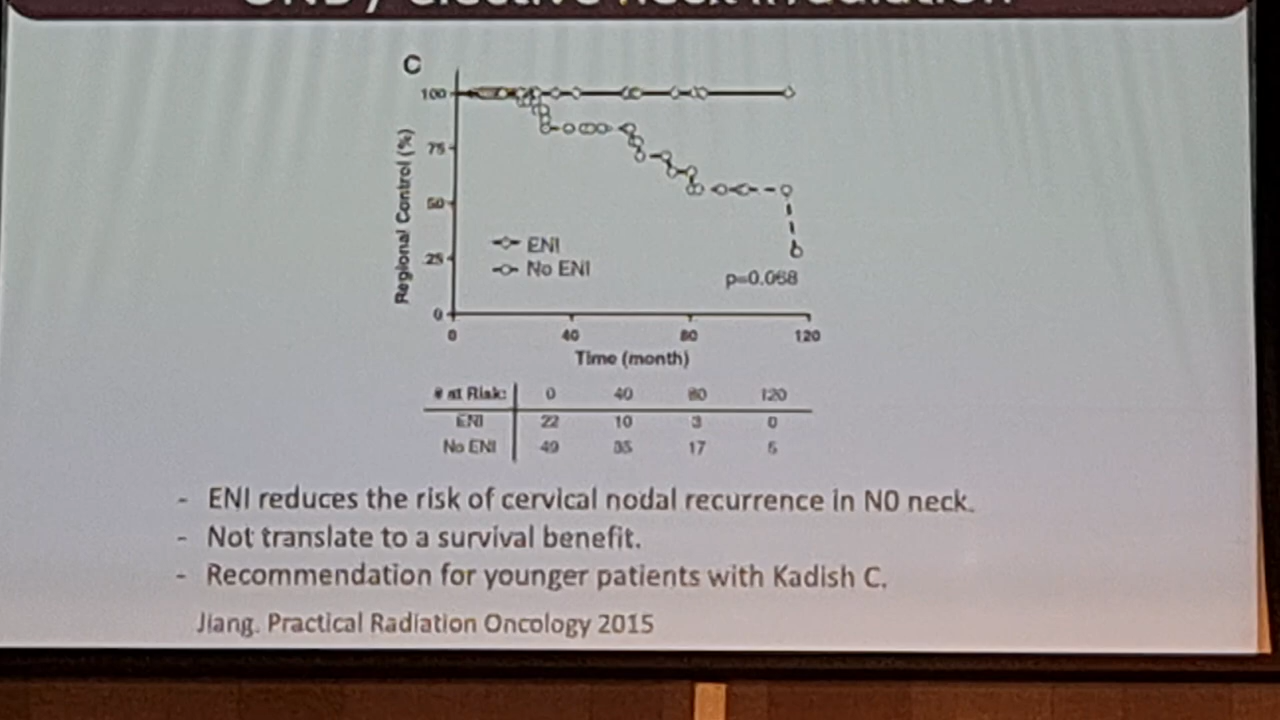 C
100
75
50
25
0
Regional Control (%)
ENI
No ENI
p=0.068
0 40 80 120
Time (month)
# at Risk: 0 40 80 120
ENI 22 10 3 0
No ENI 49 35 17 5
- ENI reduces the risk of cervical nodal recurrence in N0 neck.
- Not translate to a survival benefit.
- Recommendation for younger patients with Kadish C.
Jiang. Practical Radiation Oncology 2015